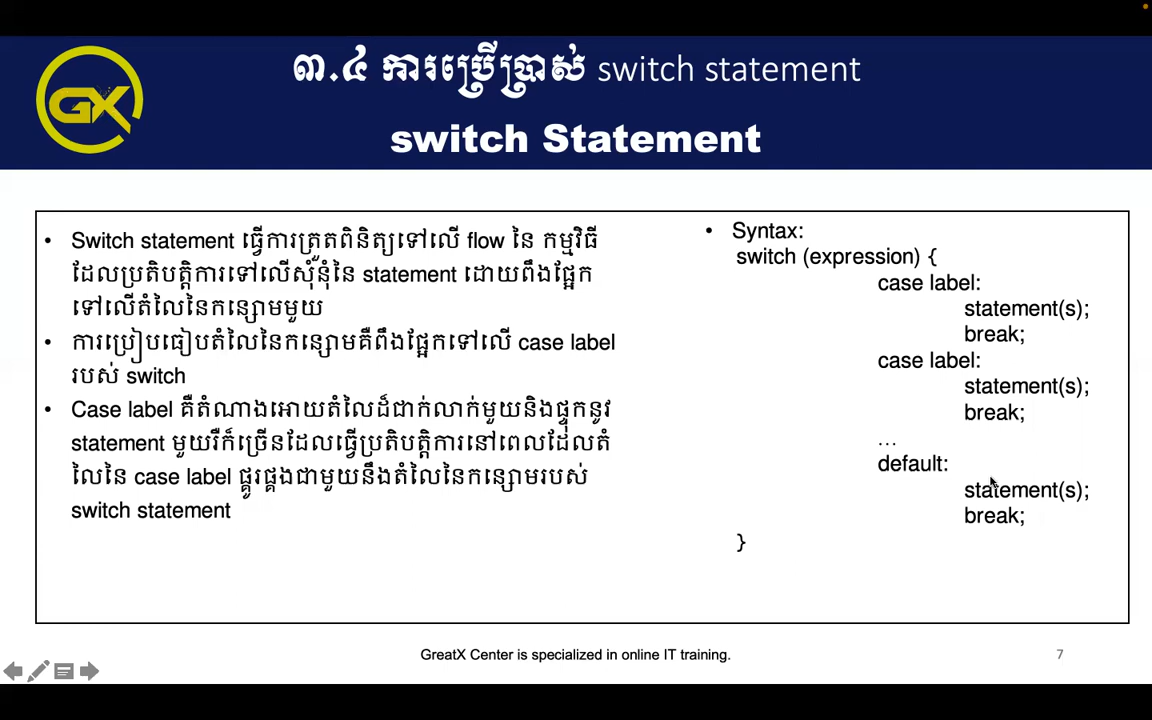 GX
៣.៤ ការប្រើប្រាស់ switch statement
switch Statement
• Switch statement ធ្វើការត្រួតពិនិត្យទៅលើ flow នៃ កម្មវិធី
ដែលប្រតិបត្តិការទៅលើសំនុំនៃ statement ដោយពឹងផ្អែក
ទៅលើតំលៃនៃកន្សោមមួយ
• ការប្រៀបធៀបតំលៃនៃកន្សោមគឺពឹងផ្អែកទៅលើ case label
របស់ switch
• Case label គឺតំណាងអោយតំលៃដ៏ជាក់លាក់មួយនិងផ្ទុកនូវ
statement មួយរឺក៏ច្រើនដែលធ្វើប្រតិបត្តិការនៅពេលដែលតំ
លៃនៃ case label ផ្គូរផ្គងជាមួយនឹងតំលៃនៃកន្សោមរបស់
switch statement
• Syntax:
switch (expression) {
case label:
statement(s);
break;
case label:
statement(s);
break;
…
default:
statement(s);
break;
}
GreatX Center is specialized in online IT training.
7